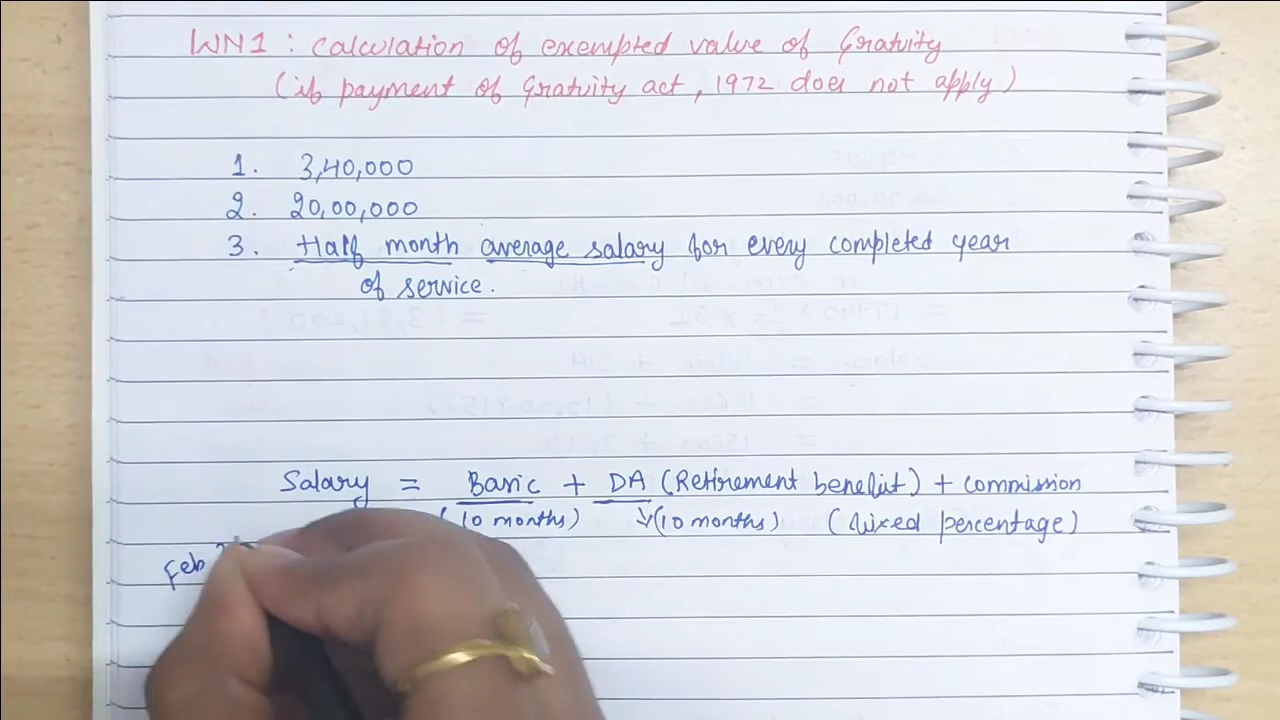 WN1 : Calculation of exempted value of Gratuity
(if payment of Gratuity act, 1972 does not apply)
1. 3,40,000
2. 20,00,000
3. Half month average salary for every completed year
of service.
Salary = Basic + DA (Retirement benefit) + commission
(10 months) ↓(10 months) (fixed percentage)
Feb